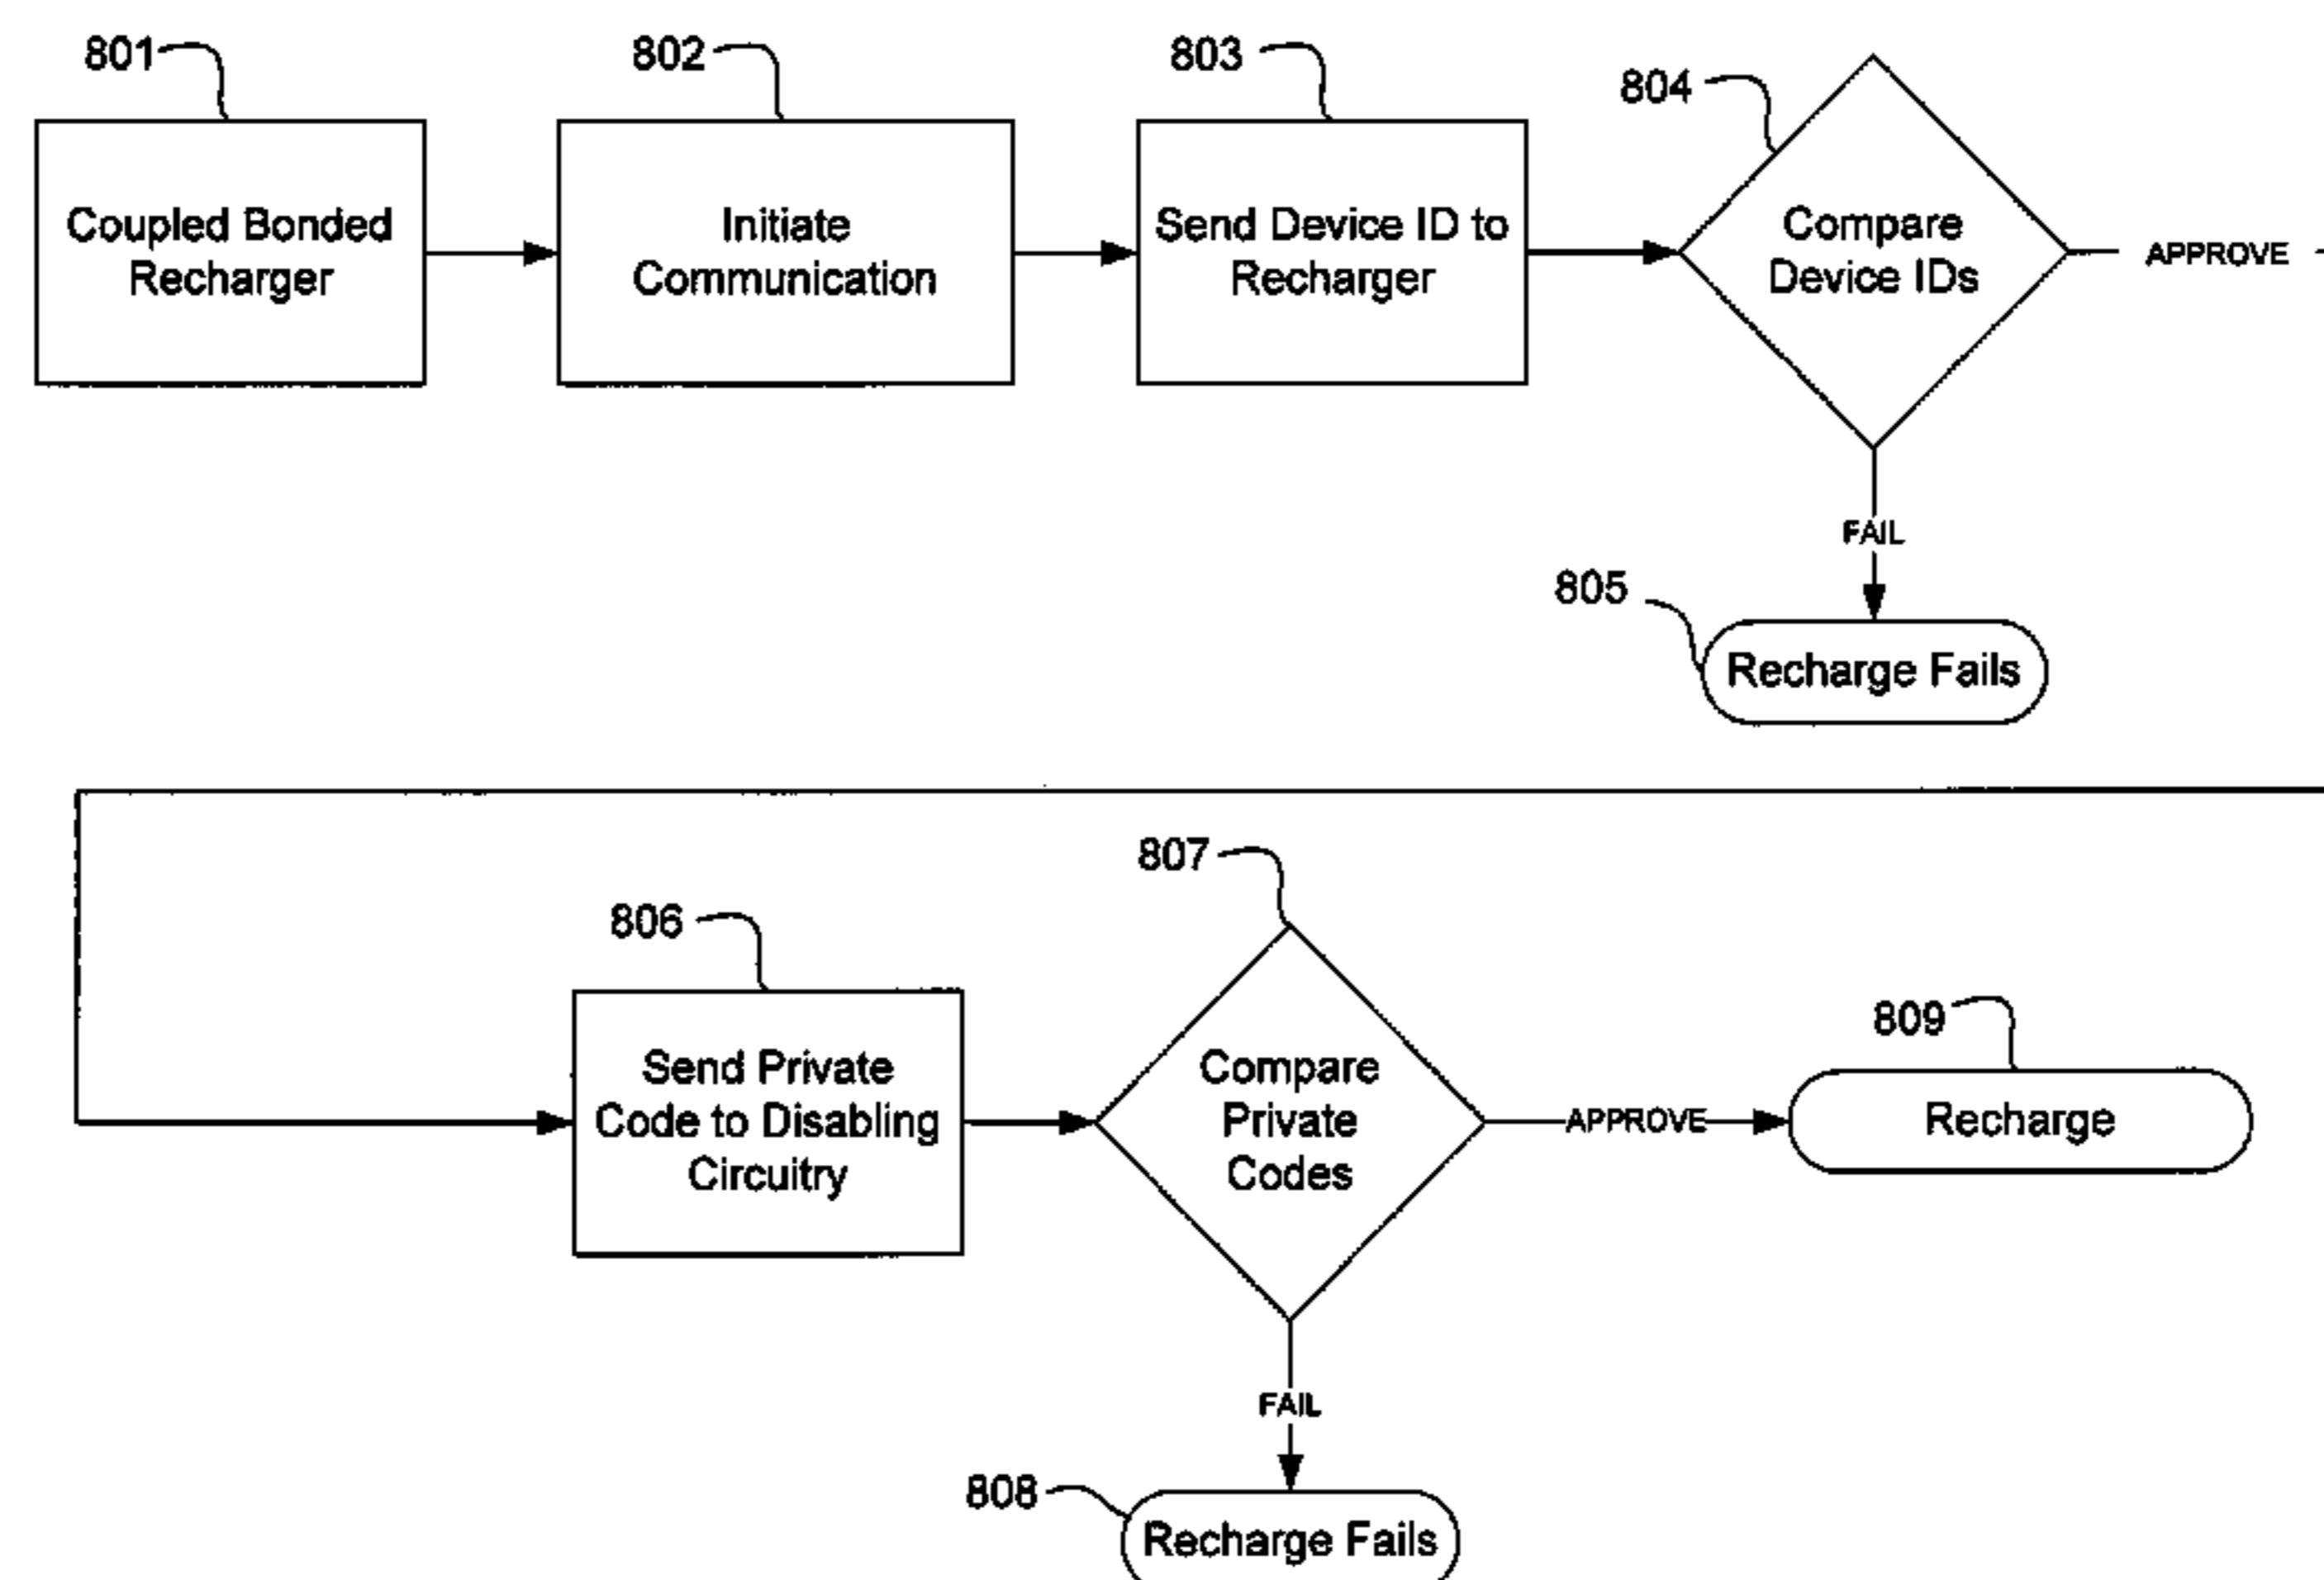 801
802
803
804
Coupled Bonded
Recharger
Initiate
Communication
Send Device ID to
Recharger
Compare
Device IDs
APPROVE
FAIL
805
Recharge Fails
806
807
809
Send Private
Code to Disabling
Circuitry
Compare
Private
Codes
APPROVE
Recharge
FAIL
808
Recharge Fails